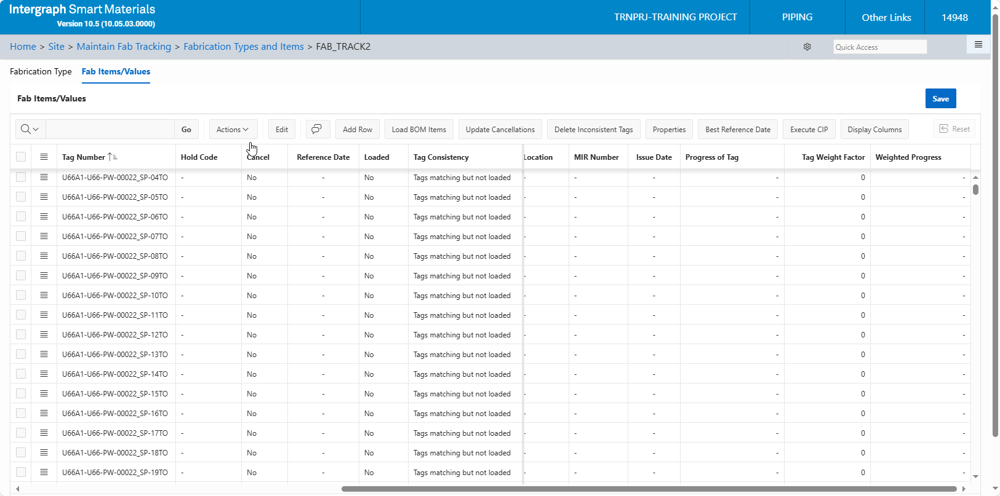 Intergraph Smart Materials
Version 10.5 (10.05.03.0000)
TRNPRJ-TRAINING PROJECT PIPING Other Links 14948
Home > Site > Maintain Fab Tracking > Fabrication Types and Items > FAB_TRACK2 Quick Access
Fabrication Type Fab Items/Values
Fab Items/Values Save
Go Actions Edit Add Row Load BOM Items Update Cancellations Delete Inconsistent Tags Properties Best Reference Date Execute CIP Display Columns Reset
Tag Number Hold Code Cancel Reference Date Loaded Tag Consistency Location MIR Number Issue Date Progress of Tag Tag Weight Factor Weighted Progress
U66A1-U66-PW-00022_SP-04TO - No - No Tags matching but not loaded - - - - 0 -
U66A1-U66-PW-00022_SP-05TO - No - No Tags matching but not loaded - - - - 0 -
U66A1-U66-PW-00022_SP-06TO - No - No Tags matching but not loaded - - - - 0 -
U66A1-U66-PW-00022_SP-07TO - No - No Tags matching but not loaded - - - - 0 -
U66A1-U66-PW-00022_SP-08TO - No - No Tags matching but not loaded - - - - 0 -
U66A1-U66-PW-00022_SP-09TO - No - No Tags matching but not loaded - - - - 0 -
U66A1-U66-PW-00022_SP-10TO - No - No Tags matching but not loaded - - - - 0 -
U66A1-U66-PW-00022_SP-11TO - No - No Tags matching but not loaded - - - - 0 -
U66A1-U66-PW-00022_SP-12TO - No - No Tags matching but not loaded - - - - 0 -
U66A1-U66-PW-00022_SP-13TO - No - No Tags matching but not loaded - - - - 0 -
U66A1-U66-PW-00022_SP-14TO - No - No Tags matching but not loaded - - - - 0 -
U66A1-U66-PW-00022_SP-15TO - No - No Tags matching but not loaded - - - - 0 -
U66A1-U66-PW-00022_SP-16TO - No - No Tags matching but not loaded - - - - 0 -
U66A1-U66-PW-00022_SP-17TO - No - No Tags matching but not loaded - - - - 0 -
U66A1-U66-PW-00022_SP-18TO - No - No Tags matching but not loaded - - - - 0 -
U66A1-U66-PW-00022_SP-19TO - No - No Tags matching but not loaded - - - - 0 -